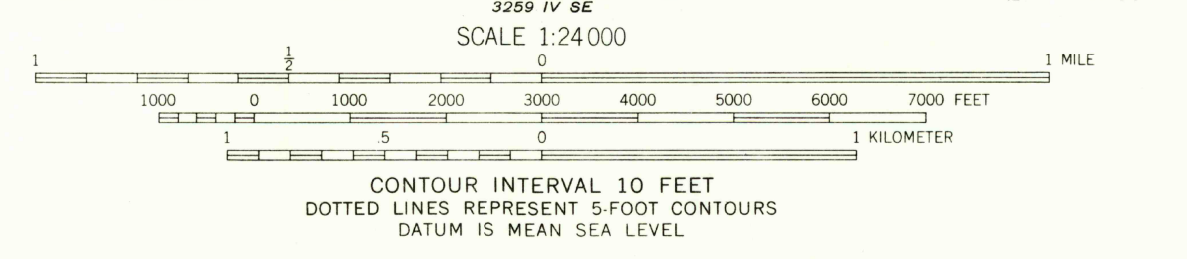 3259 IV SE
SCALE 1:24 000
1 1/2 0 1 MILE
1000 0 1000 2000 3000 4000 5000 6000 7000 FEET
1 .5 0 1 KILOMETER
CONTOUR INTERVAL 10 FEET
DOTTED LINES REPRESENT 5-FOOT CONTOURS
DATUM IS MEAN SEA LEVEL